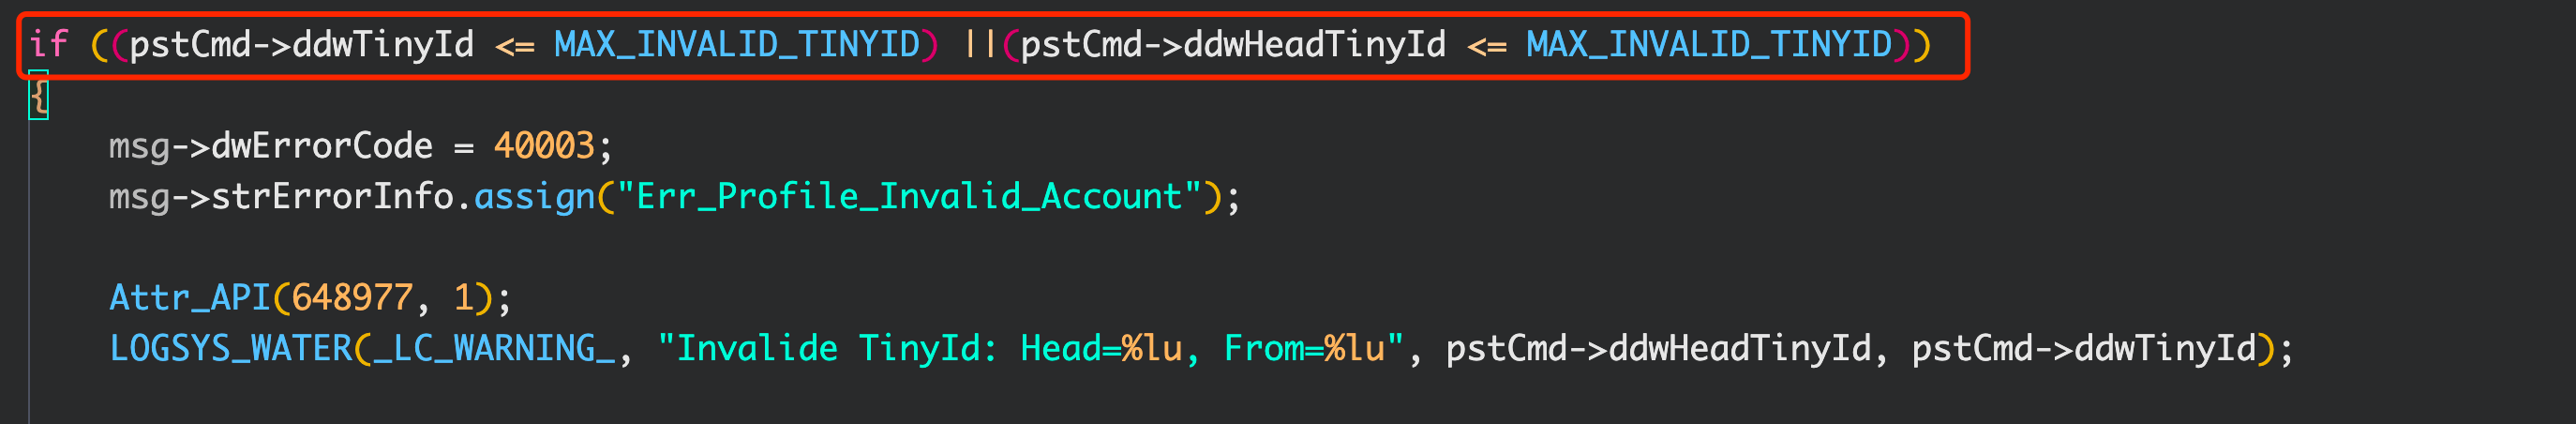 if ((pstCmd->ddwTinyId <= MAX_INVALID_TINYID) ||(pstCmd->ddwHeadTinyId <= MAX_INVALID_TINYID))
{
msg->dwErrorCode = 40003;
msg->strErrorInfo.assign("Err_Profile_Invalid_Account");
Attr_API(648977, 1);
LOGSYS_WATER(_LC_WARNING_, "Invalide TinyId: Head=%lu, From=%lu", pstCmd->ddwHeadTinyId, pstCmd->ddwTinyId);